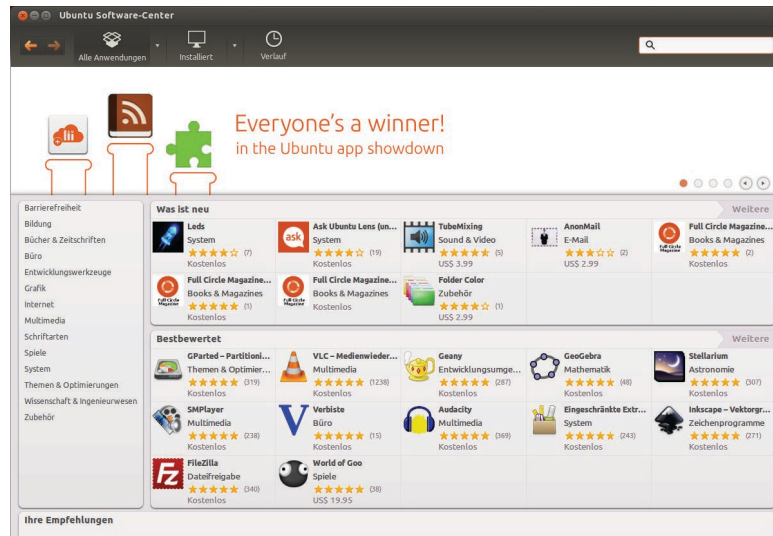 Ubuntu Software-Center
Alle Anwendungen
Installiert
Verlauf
Everyone's a winner!
in the Ubuntu app showdown
Barrierefreiheit
Bildung
Bücher & Zeitschriften
Büro
Entwicklungswerkzeuge
Grafik
Internet
Multimedia
Schriftarten
Spiele
System
Themen & Optimierungen
Wissenschaft & Ingenieurwesen
Zubehör
Was ist neu
Weitere
Leds
System
(7)
Kostenlos
ask
Ask Ubuntu Lens (un...
System
(19)
Kostenlos
TubeMixing
Sound & Video
(5)
US$ 3.99
AnonMail
E-Mail
(2)
US$ 2.99
Full Circle Magazine...
Books & Magazines
(2)
Kostenlos
Full Circle Magazine...
Books & Magazines
(1)
Kostenlos
Full Circle Magazine...
Books & Magazines
Kostenlos
Folder Color
Zubehör
(1)
US$ 2.99
Bestbewertet
Weitere
GParted – Partitioni...
Themen & Optimier...
(319)
Kostenlos
VLC – Medienwieder...
Multimedia
(1238)
Kostenlos
Geany
Entwicklungsumge...
(287)
Kostenlos
GeoGebra
Mathematik
(48)
Kostenlos
Stellarium
Astronomie
(307)
Kostenlos
SMPlayer
Multimedia
(238)
Kostenlos
V
Verbiste
Büro
(15)
Kostenlos
Audacity
Multimedia
(369)
Kostenlos
Eingeschränkte Extr...
System
(243)
Kostenlos
Inkscape – Vektorgr...
Zeichenprogramme
(271)
Kostenlos
Fz
FileZilla
Dateifreigabe
(340)
Kostenlos
World of Goo
Spiele
(38)
US$ 19.95
Ihre Empfehlungen